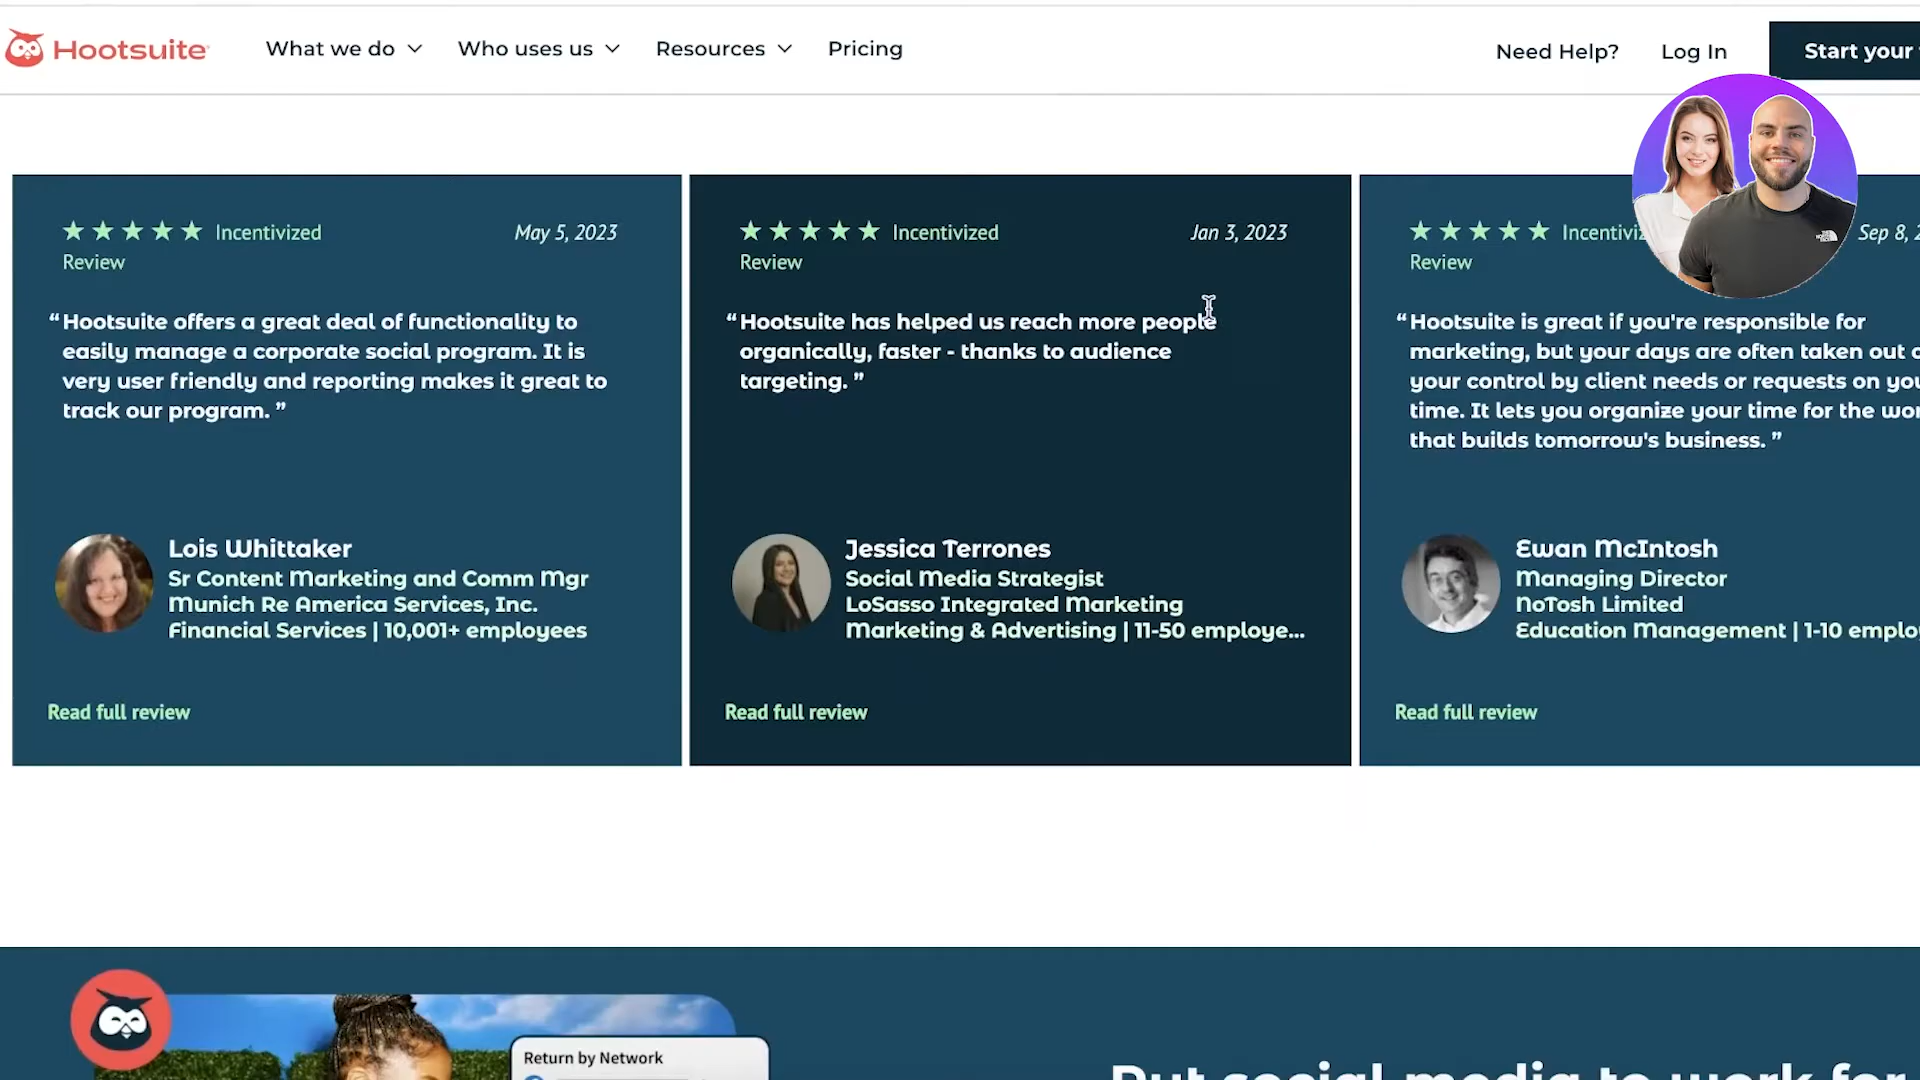 Hootsuite
What we do
Who uses us
Resources
Pricing
Need Help?
Log In
Start your
Incentivized
May 5, 2023
Review
“Hootsuite offers a great deal of functionality to
easily manage a corporate social program. It is
very user friendly and reporting makes it great to
track our program. ”
Lois Whittaker
Sr Content Marketing and Comm Mgr
Munich Re America Services, Inc.
Financial Services | 10,001+ employees
Read full review
Incentivized
Jan 3, 2023
Review
“Hootsuite has helped us reach more people
organically, faster - thanks to audience
targeting. ”
Jessica Terrones
Social Media Strategist
LoSasso Integrated Marketing
Marketing & Advertising | 11-50 employe...
Read full review
Sep 8,
Review
“Hootsuite is great if you're responsible for
marketing, but your days are often taken out
your control by client needs or requests on
time. It lets you organize your time for the
that builds tomorrow's business. ”
Ewan McIntosh
Managing Director
NoTosh Limited
Education Management | 1-10
Read full review
Return by Network
Put social media to work for